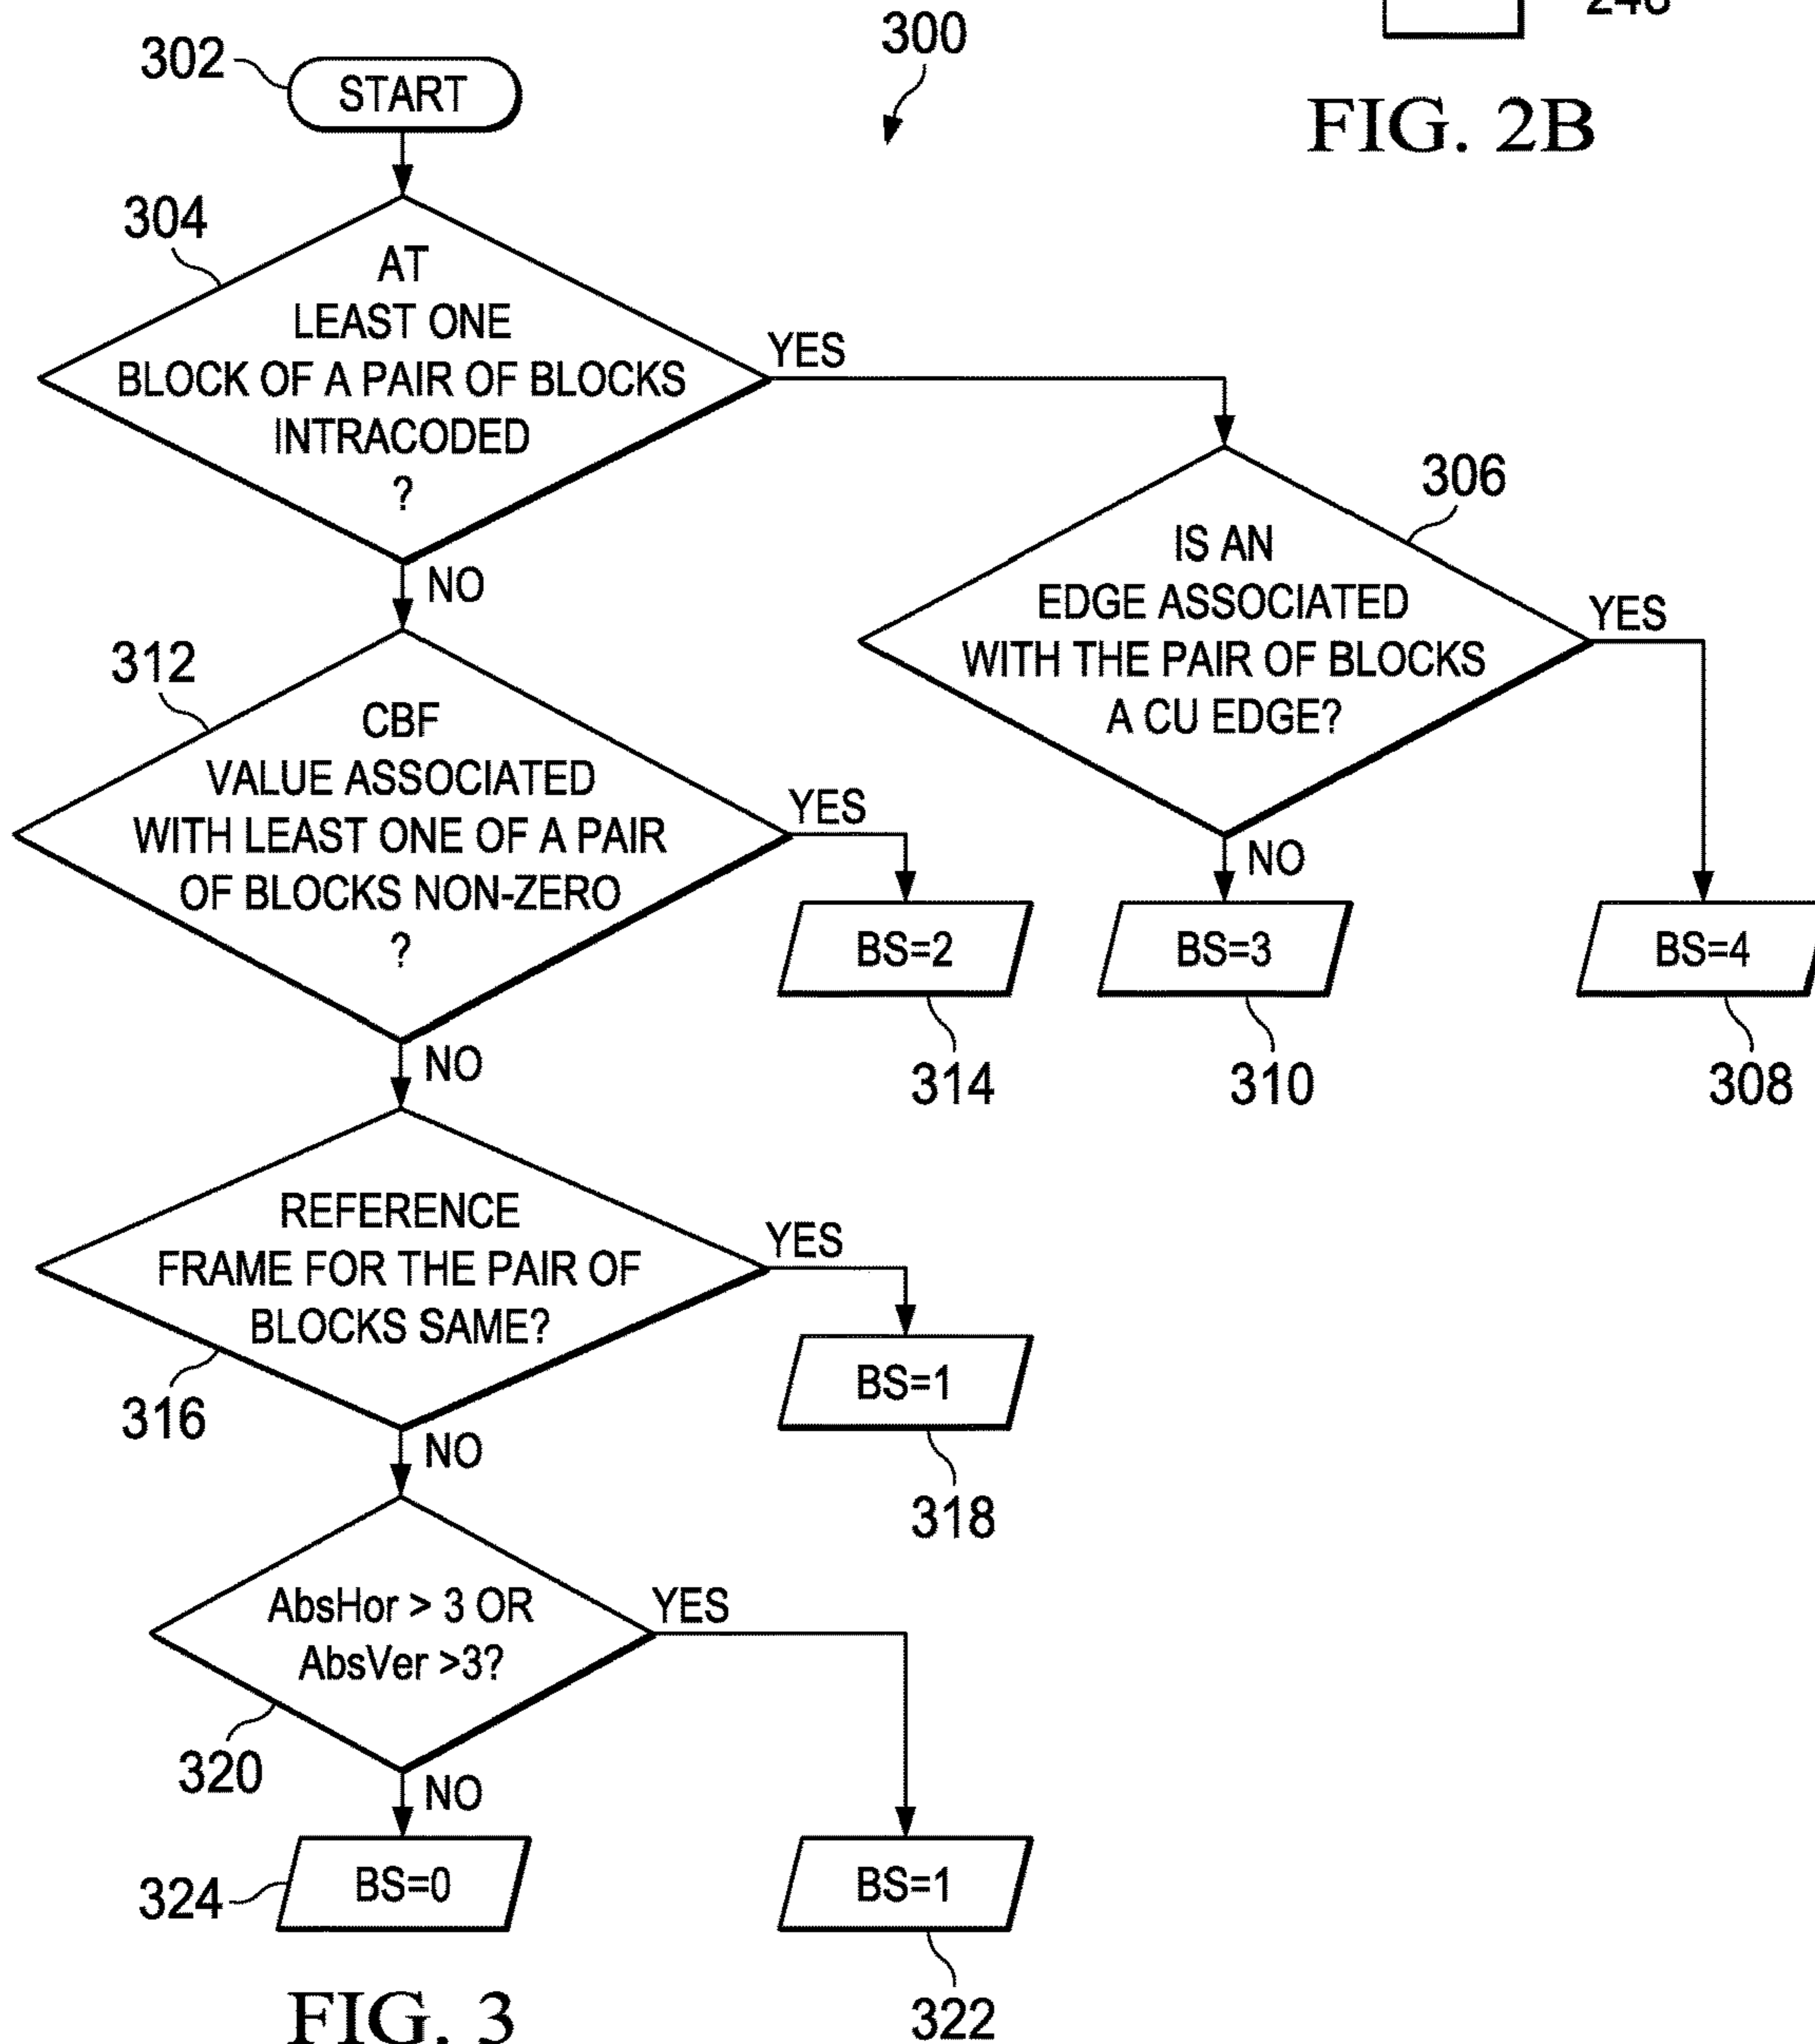 248
FIG. 2B
300
302
START
304
AT
LEAST ONE
BLOCK OF A PAIR OF BLOCKS
INTRACODED
?
YES
NO
306
IS AN
EDGE ASSOCIATED
WITH THE PAIR OF BLOCKS
A CU EDGE?
YES
NO
312
CBF
VALUE ASSOCIATED
WITH LEAST ONE OF A PAIR
OF BLOCKS NON-ZERO
?
YES
NO
BS=2
314
BS=3
310
BS=4
308
REFERENCE
FRAME FOR THE PAIR OF
BLOCKS SAME?
316
YES
NO
BS=1
318
AbsHor > 3 OR
AbsVer >3?
320
YES
NO
324
BS=0
BS=1
322
FIG. 3